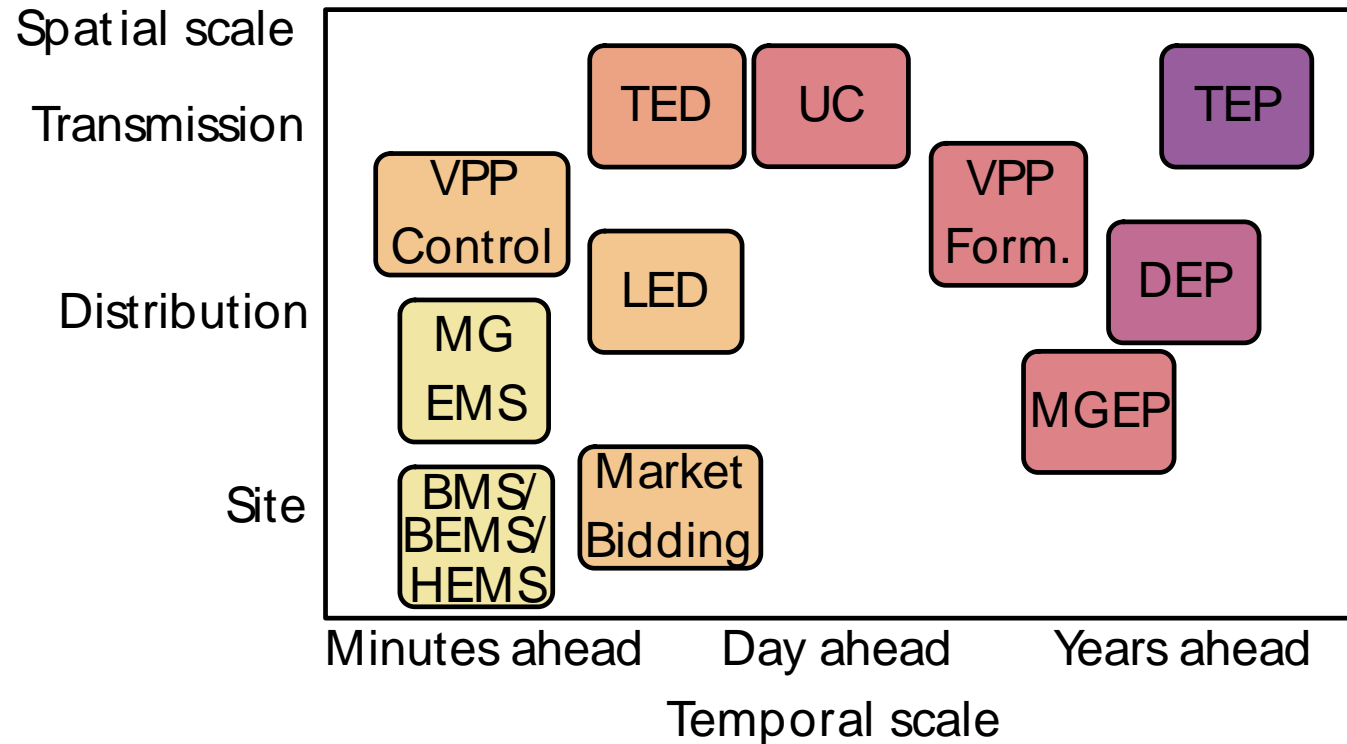 Spatial scale
Transmission
Distribution
Site
TED
UC
TEP
VPP
Control
VPP
Form.
LED
DEP
MG
EMS
MGEP
BMS/
BEMS/
HEMS
Market
Bidding
Minutes ahead
Day ahead
Years ahead
Temporal scale